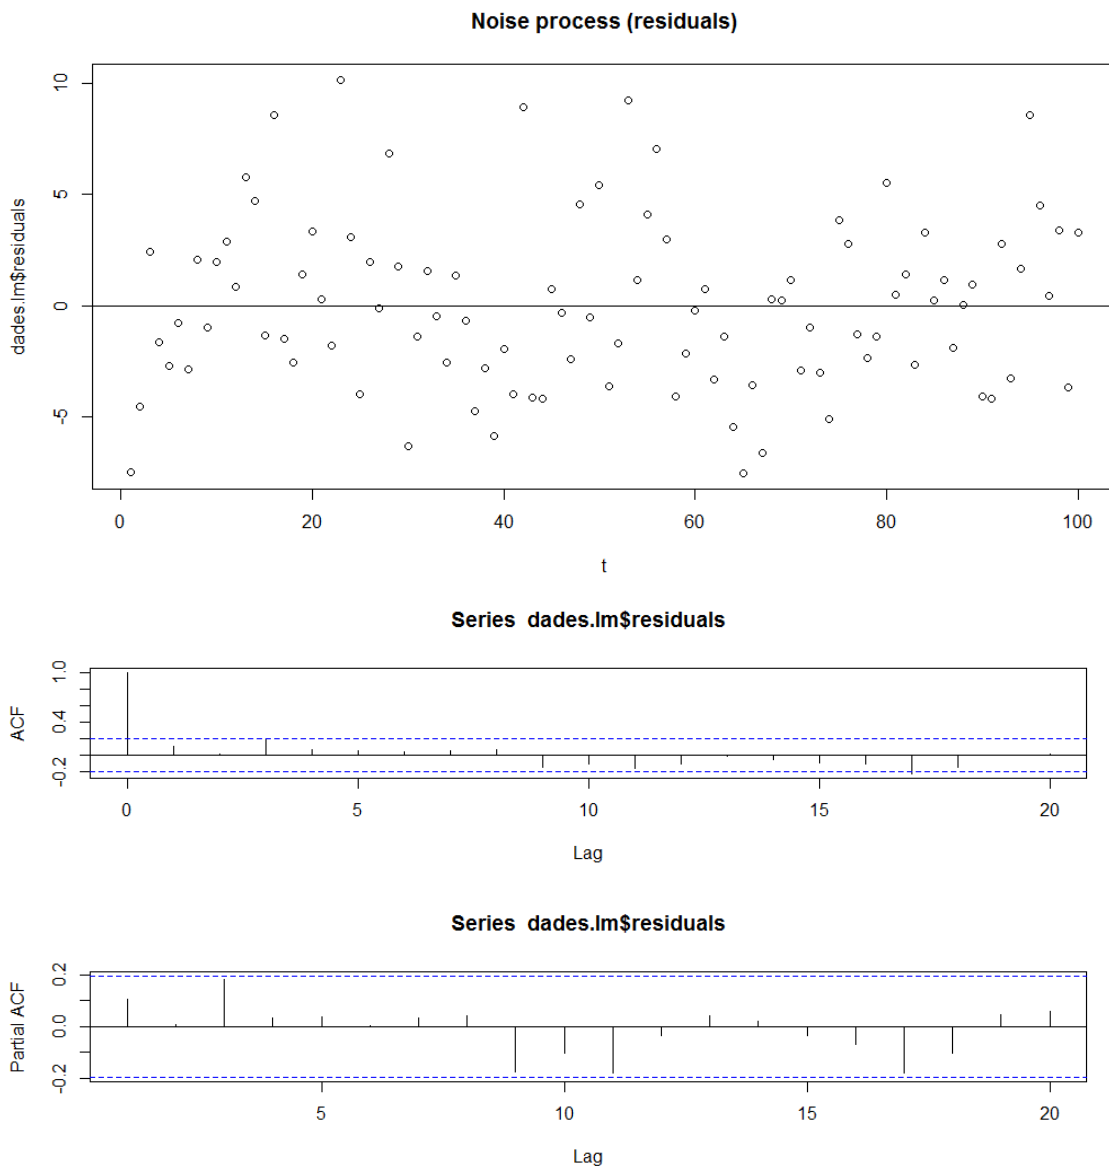 Noise process (residuals)
dades.lm$residuals
10
5
0
-5
0 20 40 60 80 100
t
Series dades.lm$residuals
ACF
1.0
0.4
-0.2
0 5 10 15 20
Lag
Series dades.lm$residuals
Partial ACF
0.2
0.0
-0.2
5 10 15 20
Lag